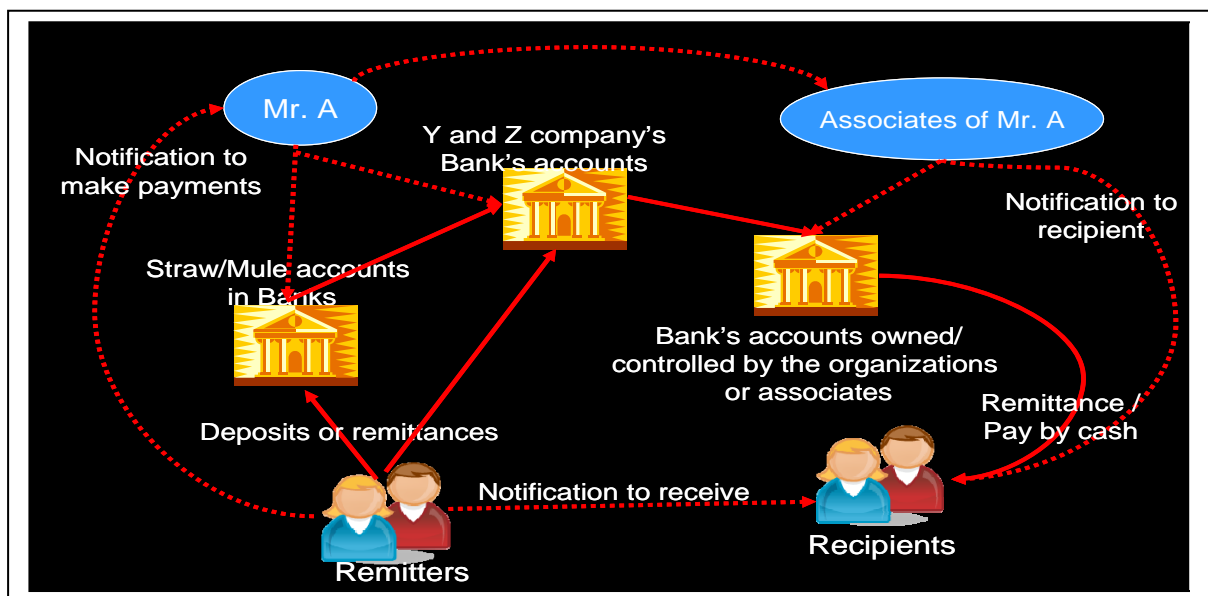 Mr. A
Associates of Mr. A
Y and Z company's
Bank's accounts
Notification to
make payments
Notification to
recipient
Straw/Mule accounts
in Banks
Bank's accounts owned/
controlled by the organizations
or associates
Remittance /
Pay by cash
Deposits or remittances
Notification to receive
Recipients
Remitters